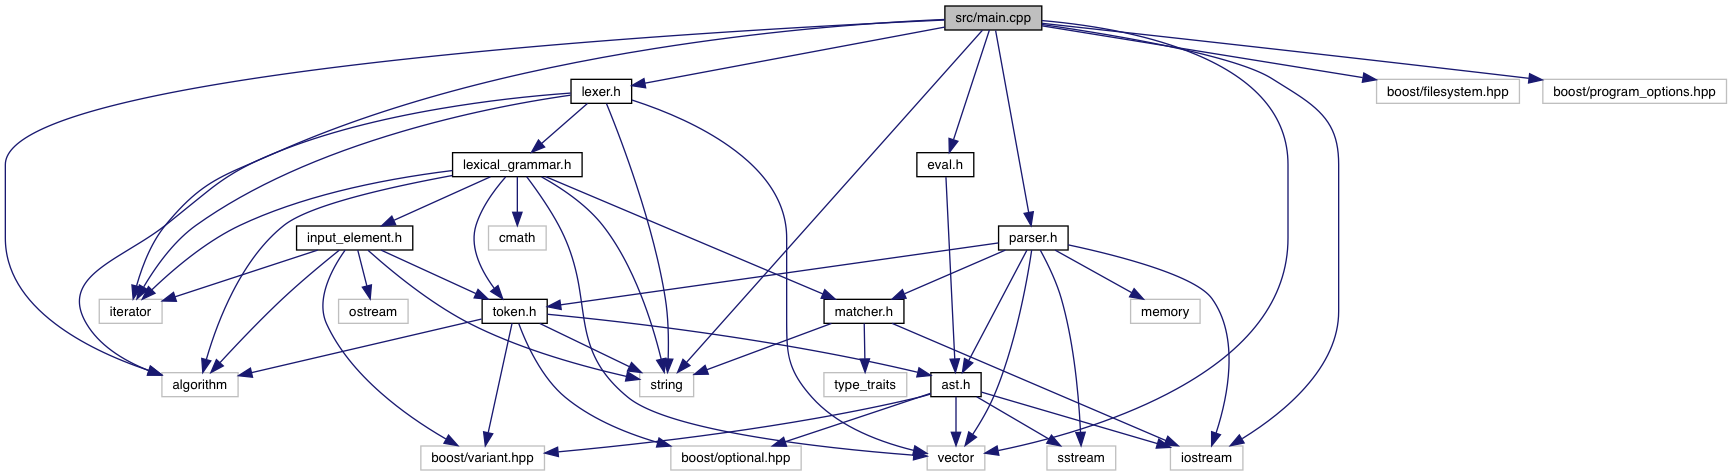 src/main.cpp
lexer.h
boost/filesystem.hpp
boost/program_options.hpp
lexical_grammar.h
eval.h
input_element.h
cmath
parser.h
iterator
ostream
token.h
matcher.h
memory
algorithm
string
type_traits
ast.h
boost/variant.hpp
boost/optional.hpp
vector
sstream
iostream